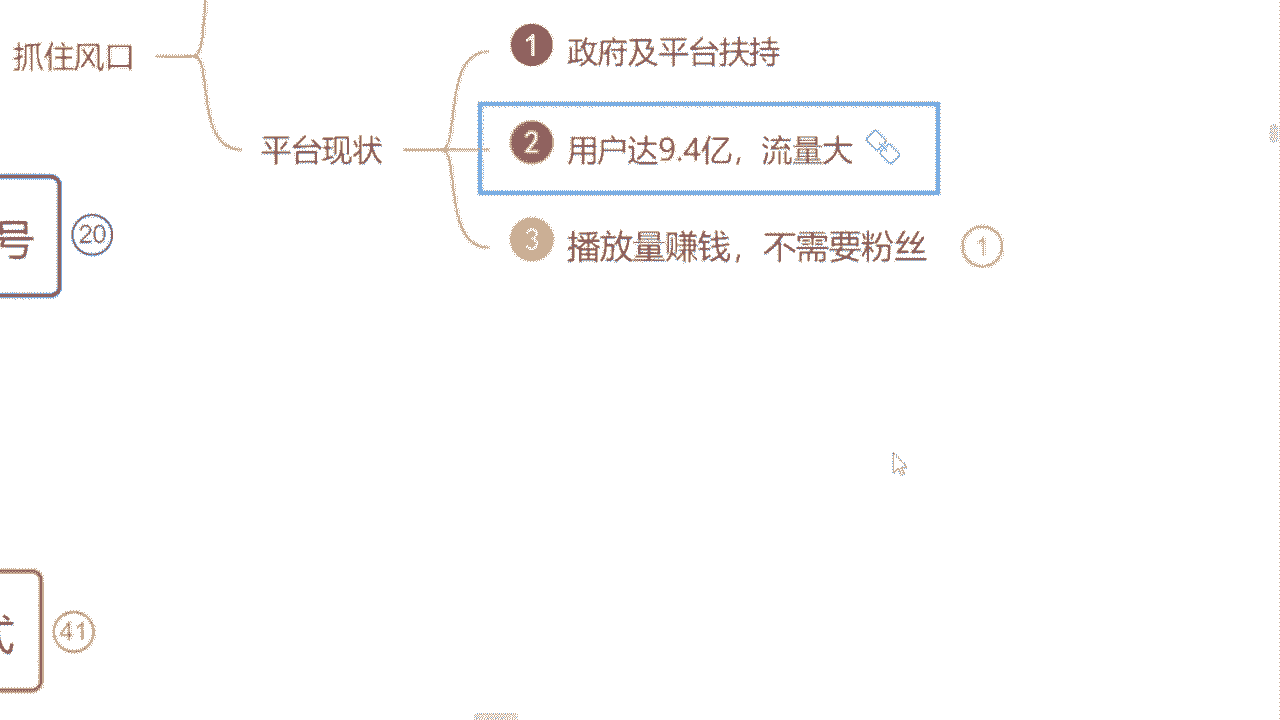 抓住风口
平台现状
1 政府及平台扶持
2 用户达9.4亿，流量大
3 播放量赚钱，不需要粉丝 1
号 20
41